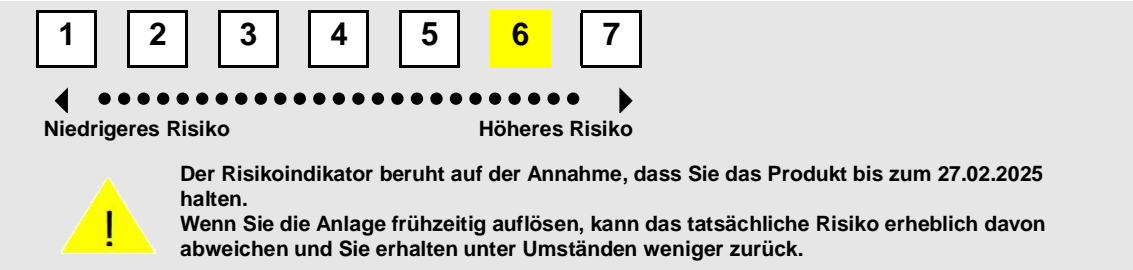 1 2 3 4 5 6 7
Niedrigeres Risiko Höheres Risiko
Der Risikoindikator beruht auf der Annahme, dass Sie das Produkt bis zum 27.02.2025
halten.
Wenn Sie die Anlage frühzeitig auflösen, kann das tatsächliche Risiko erheblich davon
abweichen und Sie erhalten unter Umständen weniger zurück.
!